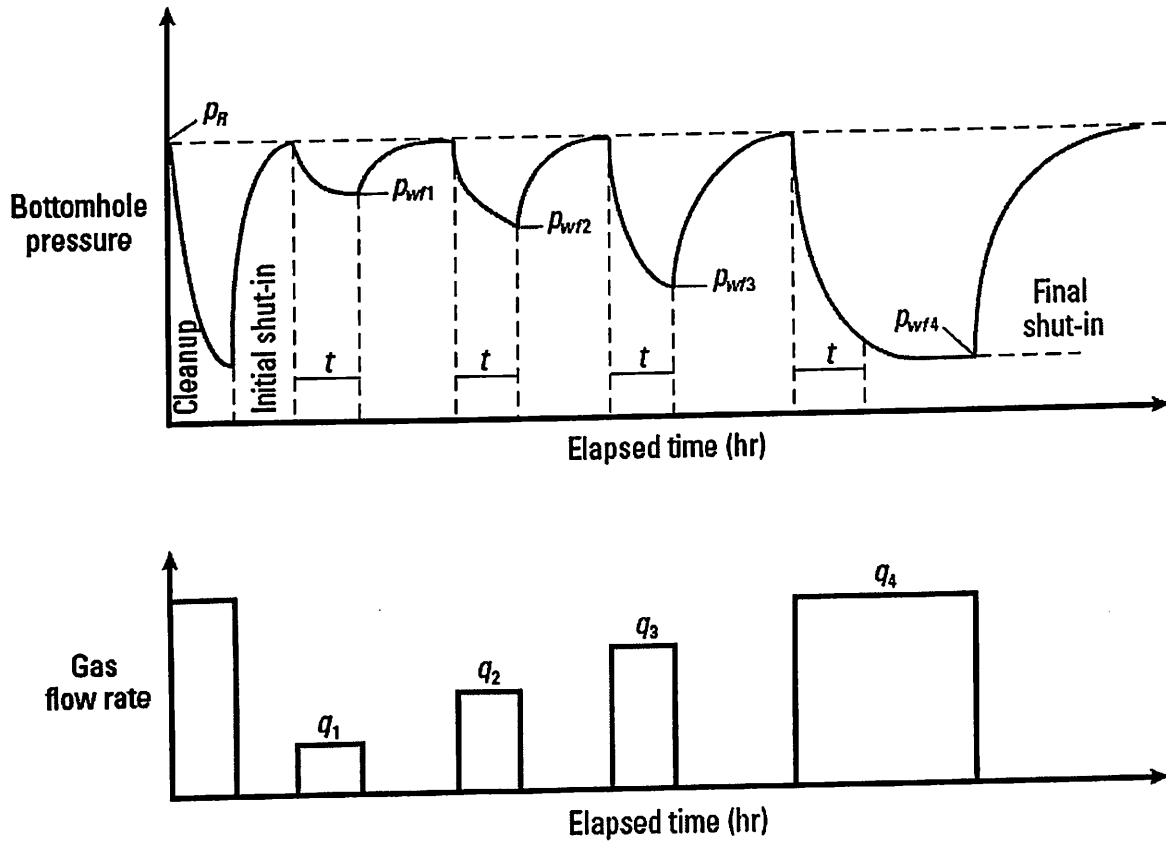 p_R
Bottomhole
pressure
p_wf1
p_wf2
p_wf3
p_wf4
Final
shut-in
Cleanup
Initial shut-in
t
t
t
t
Elapsed time (hr)
Gas
flow rate
q_1
q_2
q_3
q_4
Elapsed time (hr)